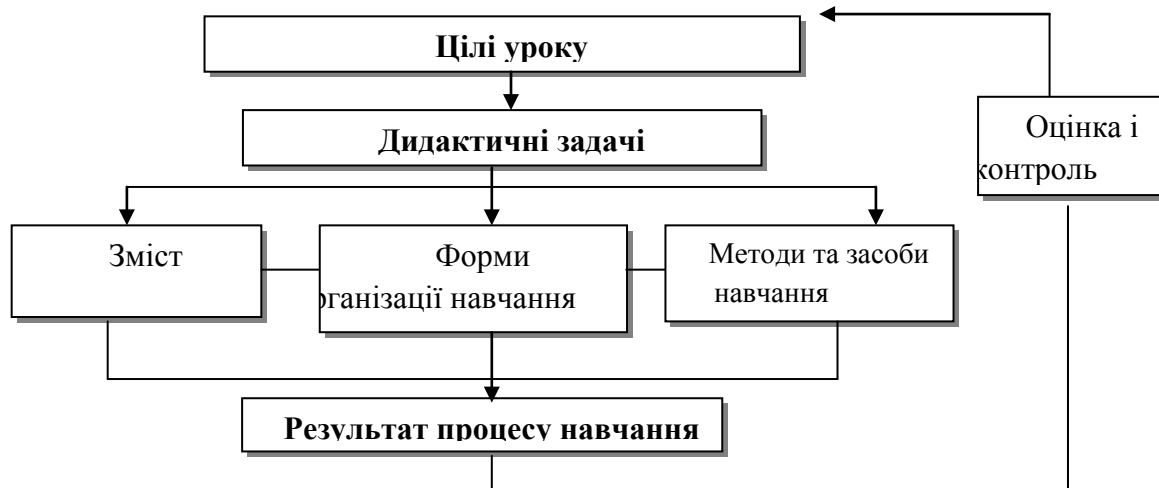 Цілі уроку
Дидактичні задачі
Оцінка і
контроль
Зміст
Форми
рганізації навчання
Методи та засоби
навчання
Результат процесу навчання